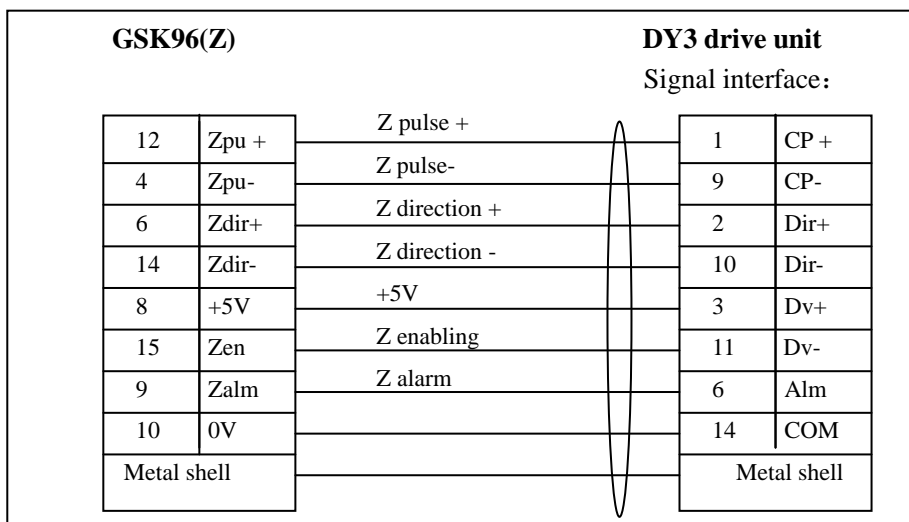 GSK96(Z) DY3 drive unit
Signal interface：
12 Zpu + Z pulse + 1 CP +
4 Zpu- Z pulse- 9 CP-
6 Zdir+ Z direction + 2 Dir+
14 Zdir- Z direction - 10 Dir-
8 +5V +5V 3 Dv+
15 Zen Z enabling 11 Dv-
9 Zalm Z alarm 6 Alm
10 0V 14 COM
Metal shell Metal shell